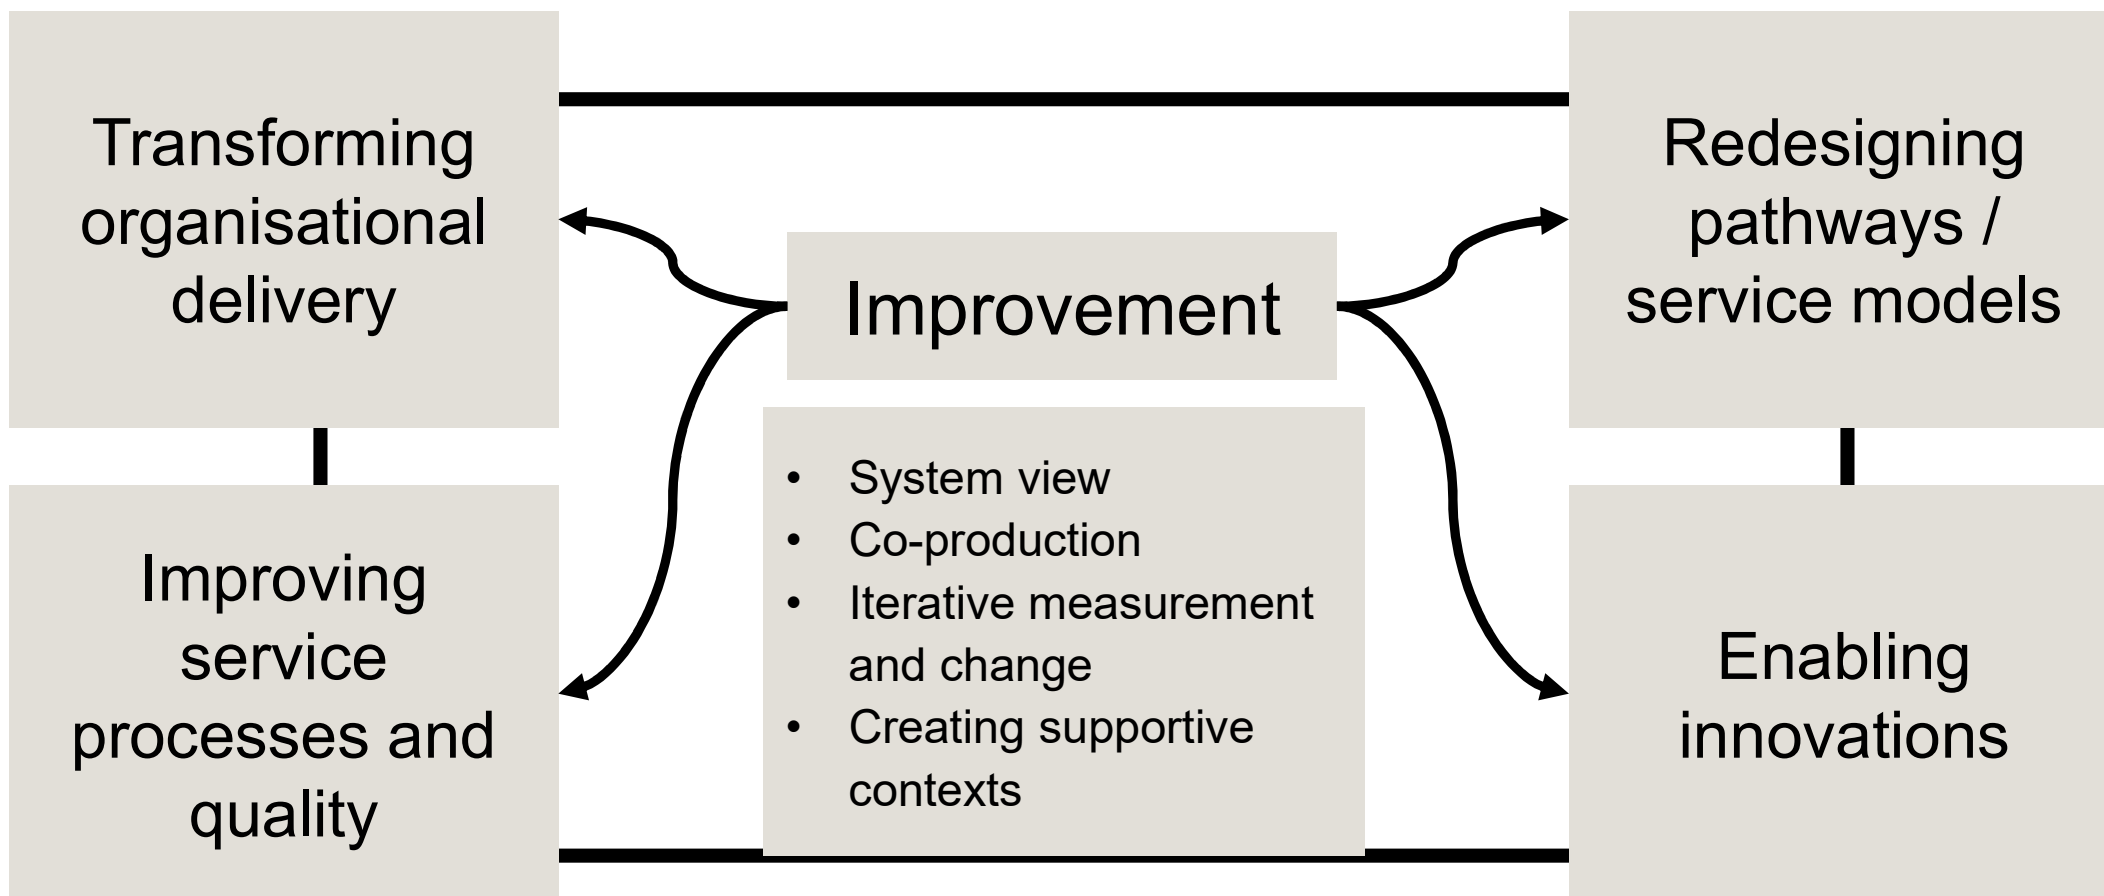 Transforming
organisational
delivery
Redesigning
pathways /
service models
Improvement
• System view
• Co-production
• Iterative measurement
and change
• Creating supportive
contexts
Improving
service
processes and
quality
Enabling
innovations